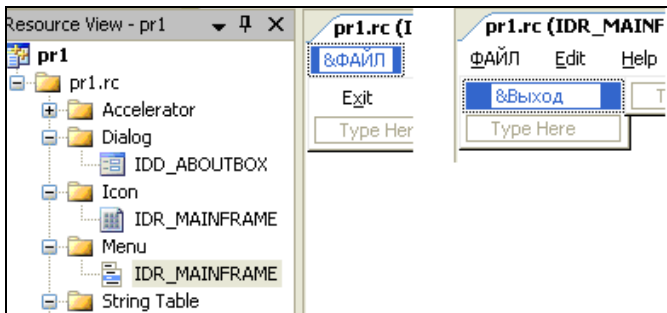 Resource View - pr1
pr1
pr1.rc
Accelerator
Dialog
IDD_ABOUTBOX
Icon
IDR_MAINFRAME
Menu
IDR_MAINFRAME
String Table
pr1.rc (I
&ФАЙЛ
Exit
Type Her
pr1.rc (IDR_MAINF
ФАЙЛ Edit Help
&Выход T
Type Here